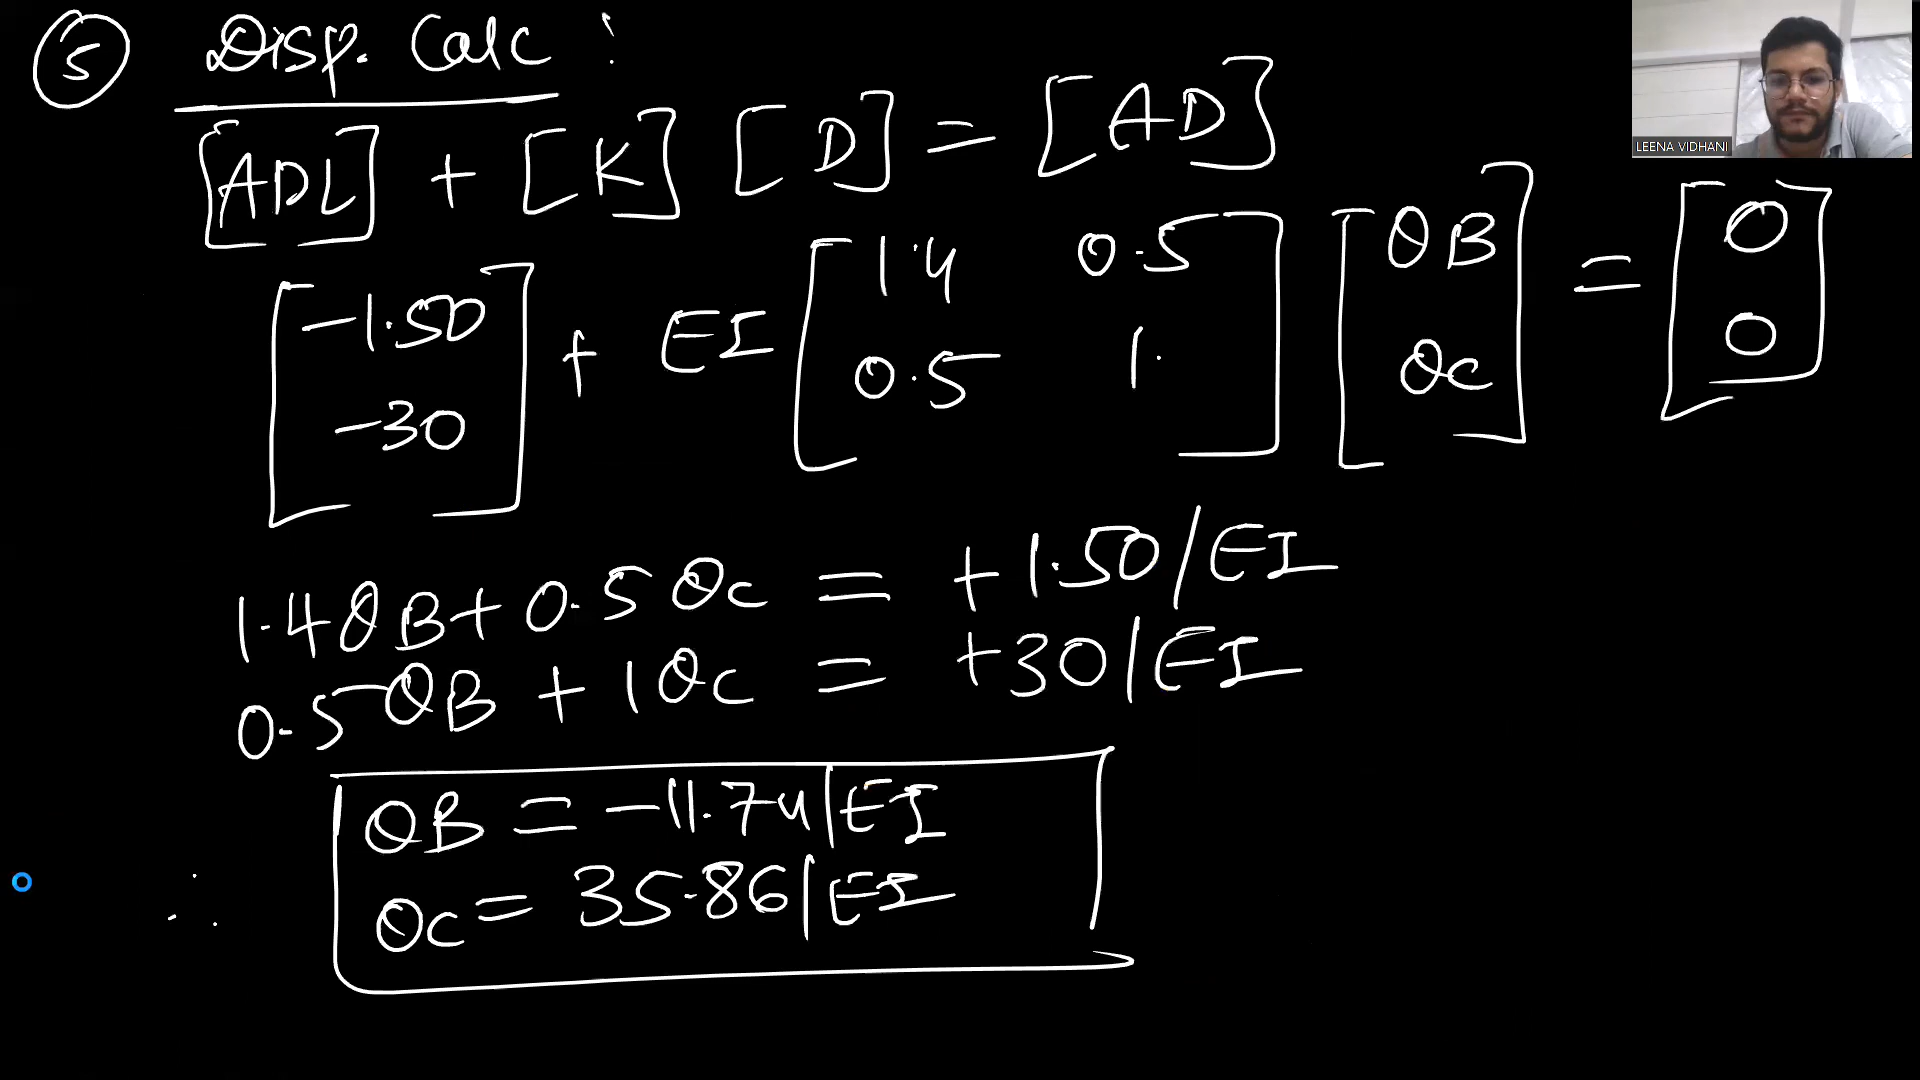 5 Disp. Calc :
[ADL] + [K] [D] = [AD]
[-1.50 -30] + EI [1.4 0.5 0.5 1.] [θB θC] = [0 0]
1.4θB + 0.5θC = +1.50/EI
0.5θB + 1θC = +30/EI
∴ θB = -11.74/EI
θC = 35.86/EI
LEENA VIDHANI